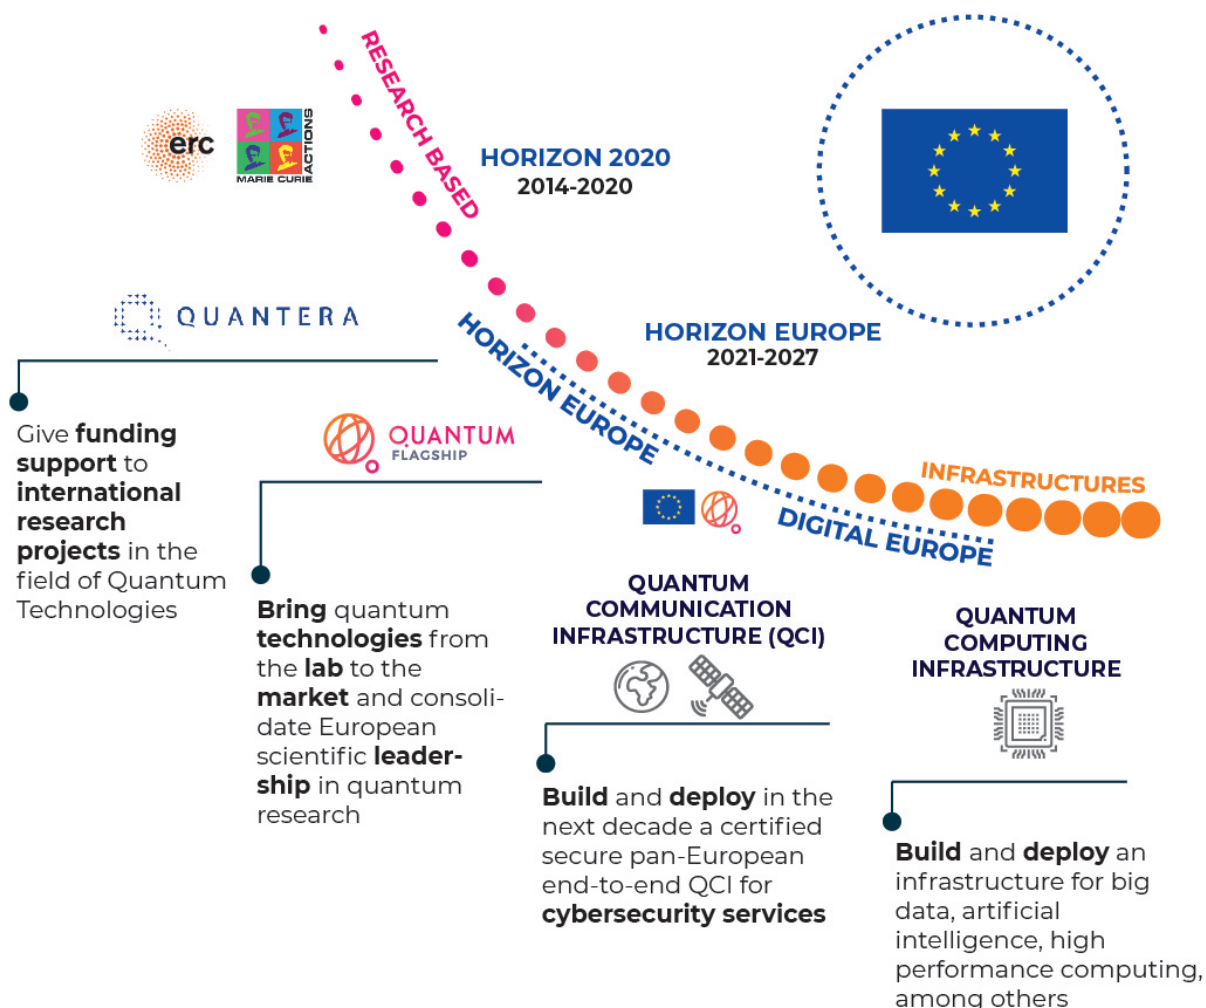 RESEARCH BASED
erc
MARIE CURIE
ACTIONS
HORIZON 2020
2014-2020
QUANTERA
HORIZON EUROPE
2021-2027
HORIZON EUROPE
Give funding
support to
international
research
projects in the
field of Quantum
Technologies
QUANTUM
FLAGSHIP
Bring quantum
technologies from
the lab to the
market and consoli-
date European
scientific leader-
ship in quantum
research
INFRASTRUCTURES
DIGITAL EUROPE
QUANTUM
COMMUNICATION
INFRASTRUCTURE (QCI)
Build and deploy in the
next decade a certified
secure pan-European
end-to-end QCI for
cybersecurity services
QUANTUM
COMPUTING
INFRASTRUCTURE
Build and deploy an
infrastructure for big
data, artificial
intelligence, high
performance computing,
among others